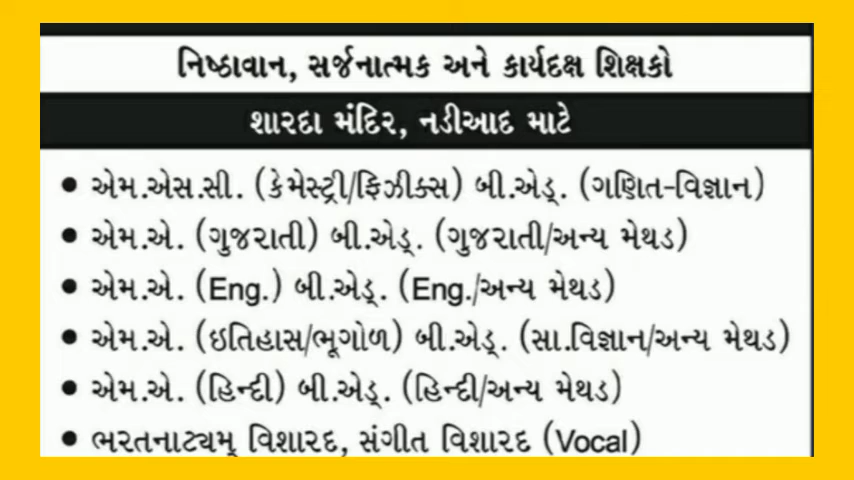 નિષ્ઠાવાન, સર્જનાત્મક અને કાર્યદક્ષ શિક્ષકો
શારદા મંદિર, નડીઆદ માટે
• એમ.એસ.સી. (કેમેસ્ટ્રી/ફિઝીક્સ) બી.એડ્. (ગણિત-વિજ્ઞાન)
• એમ.એ. (ગુજરાતી) બી.એડ્. (ગુજરાતી/અન્ય મેથડ)
• એમ.એ. (Eng.) બી.એડ્. (Eng./અન્ય મેથડ)
• એમ.એ. (ઇતિહાસ/ભૂગોળ) બી.એડ્. (સા.વિજ્ઞાન/અન્ય મેથડ)
• એમ.એ. (હિન્દી) બી.એડ્. (હિન્દી/અન્ય મેથડ)
• ભરતનાટ્યમ્ વિશારદ, સંગીત વિશારદ (Vocal)